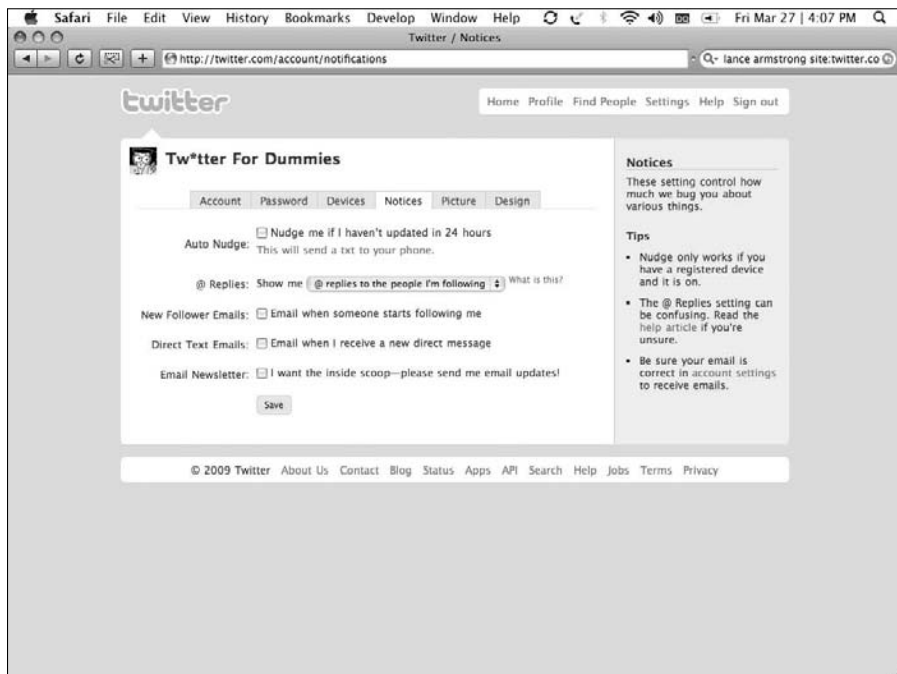 Safari File Edit View History Bookmarks Develop Window Help Fri Mar 27 | 4:07 PM
Twitter / Notices
http://twitter.com/account/notifications
lance armstrong site:twitter.co
twitter
Home Profile Find People Settings Help Sign out
Tw*tter For Dummies
Account Password Devices Notices Picture Design
Auto Nudge: Nudge me if I haven't updated in 24 hours
This will send a txt to your phone.
@ Replies: Show me @ replies to the people I'm following What is this?
New Follower Emails: Email when someone starts following me
Direct Text Emails: Email when I receive a new direct message
Email Newsletter: I want the inside scoop—please send me email updates!
Save
Notices
These setting control how
much we bug you about
various things.
Tips
• Nudge only works if you
have a registered device
and it is on.
• The @ Replies setting can
be confusing. Read the
help article if you're
unsure.
• Be sure your email is
correct in account settings
to receive emails.
© 2009 Twitter About Us Contact Blog Status Apps API Search Help Jobs Terms Privacy